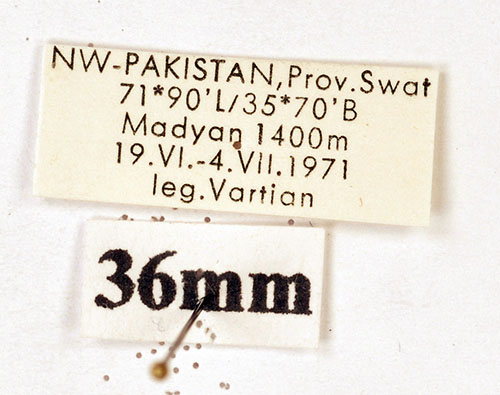 NW-PAKISTAN,Prov.Swat
71*90'L/35*70'B
Madyan 1400m
19.VI.-4.VII.1971
leg.Vartian
36mm